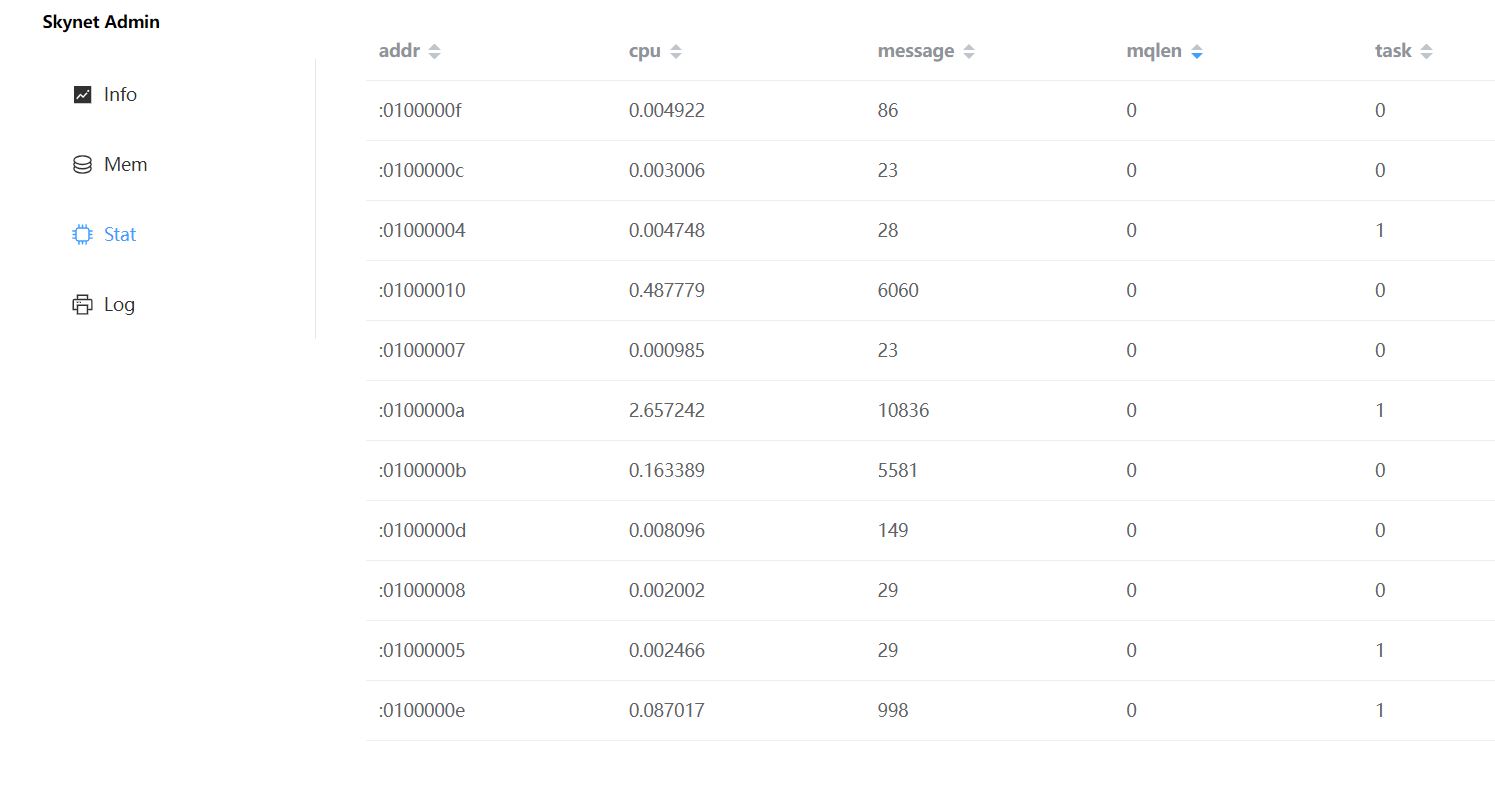 Skynet Admin
Info
Mem
Stat
Log
addr cpu message mqlen task
:0100000f 0.004922 86 0 0
:0100000c 0.003006 23 0 0
:01000004 0.004748 28 0 1
:01000010 0.487779 6060 0 0
:01000007 0.000985 23 0 0
:0100000a 2.657242 10836 0 1
:0100000b 0.163389 5581 0 0
:0100000d 0.008096 149 0 0
:01000008 0.002002 29 0 0
:01000005 0.002466 29 0 1
:0100000e 0.087017 998 0 1